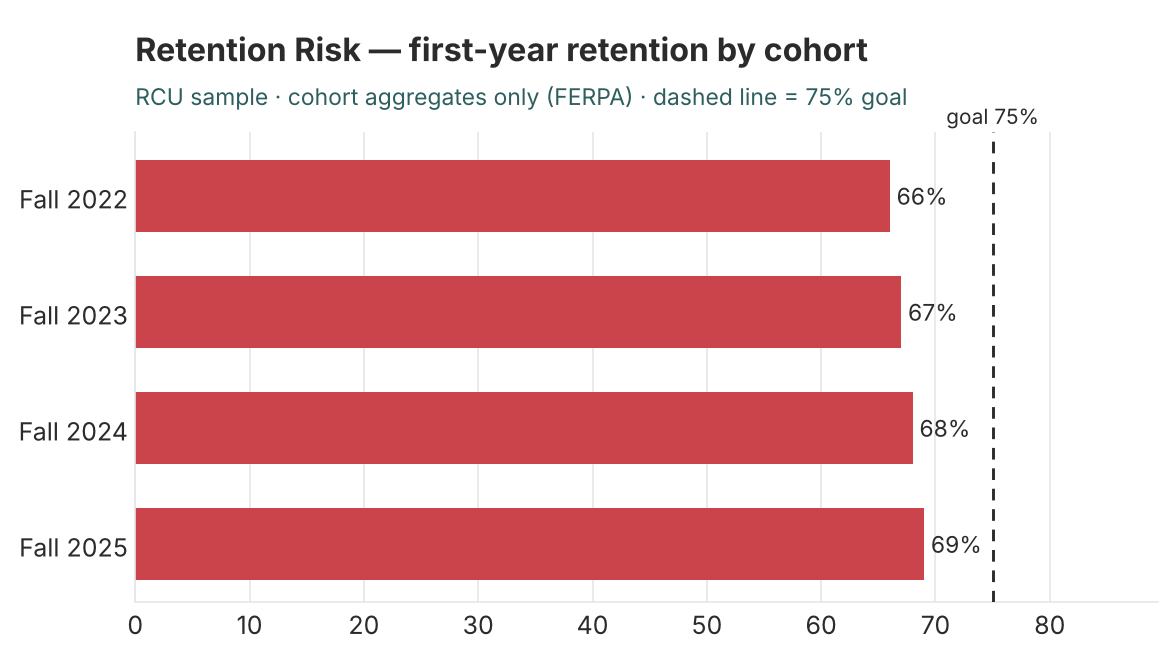 Retention Risk — first-year retention by cohort
RCU sample · cohort aggregates only (FERPA) · dashed line = 75% goal
goal 75%
Fall 2022 66%
Fall 2023 67%
Fall 2024 68%
Fall 2025 69%
0 10 20 30 40 50 60 70 80